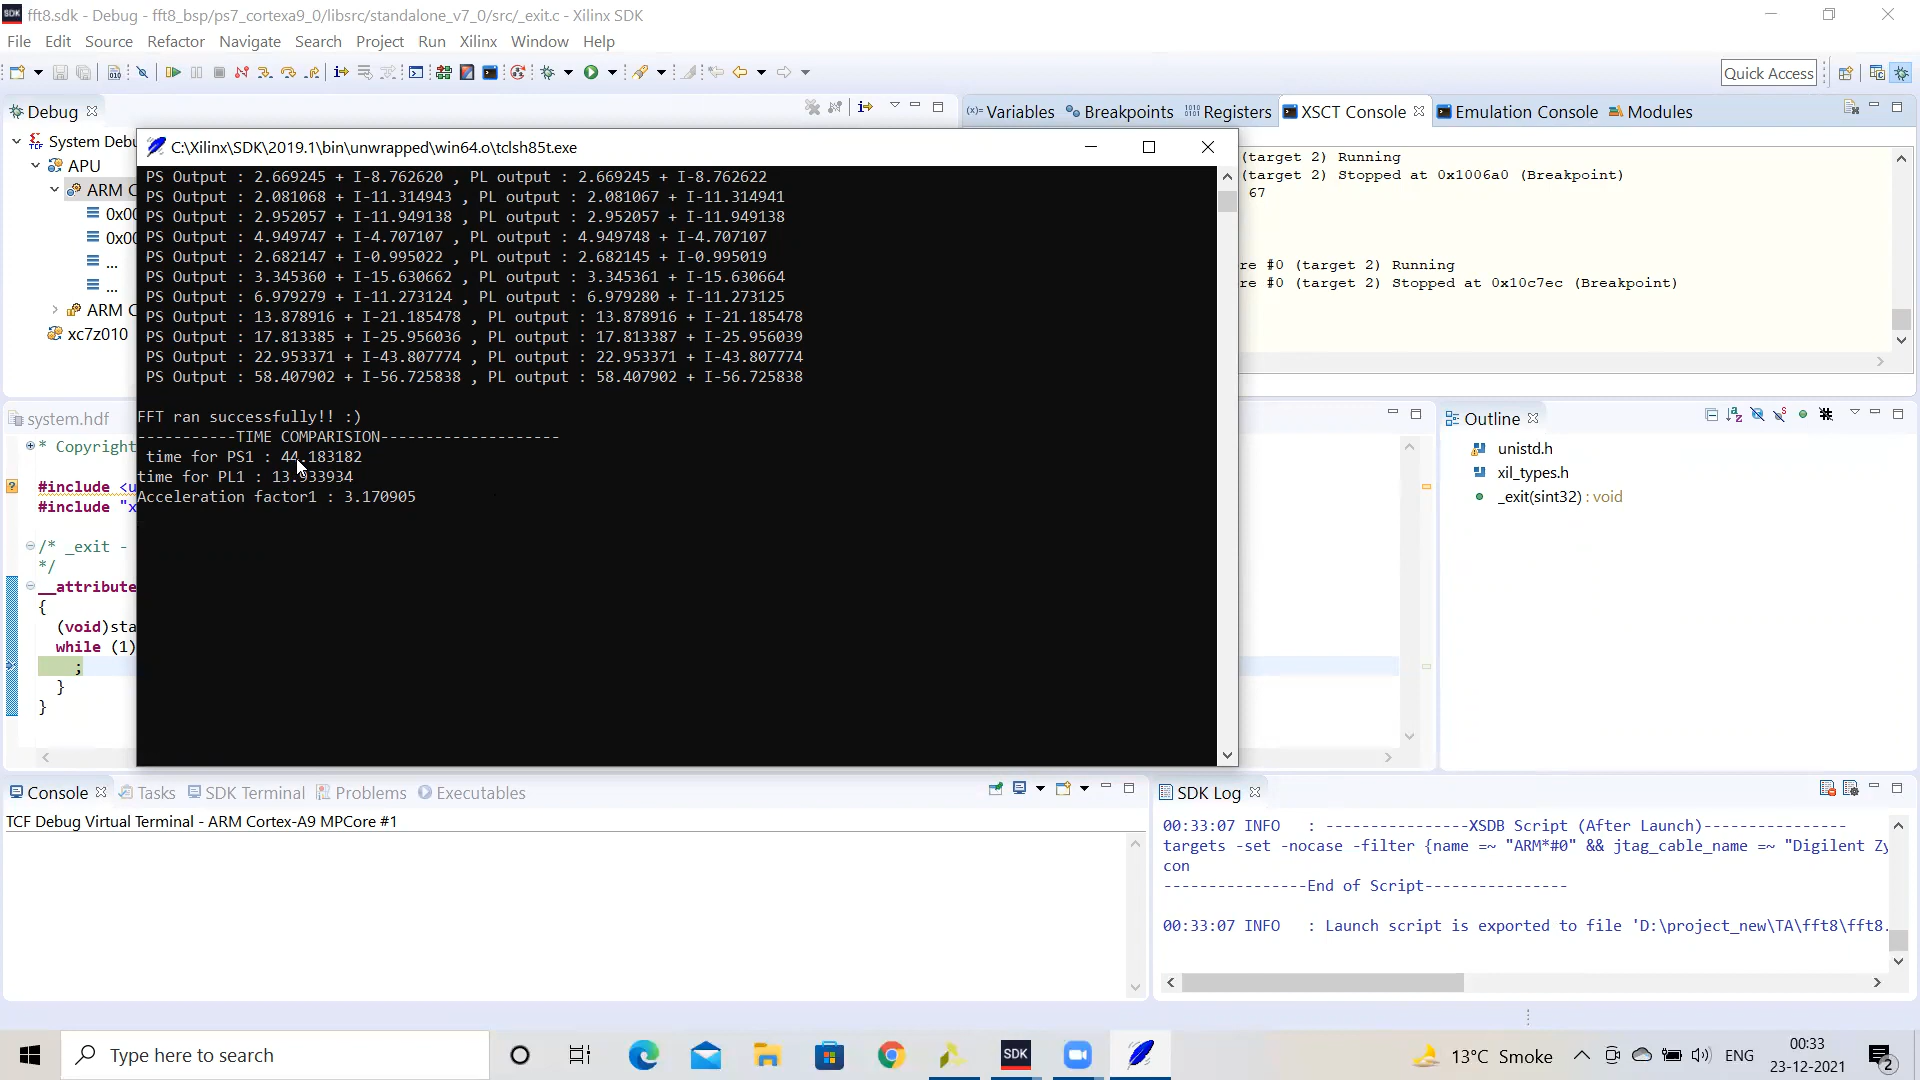 fft8.sdk - Debug - fft8_bsp/ps7_cortexa9_0/libsrc/standalone_v7_0/src/_exit.c - Xilinx SDK
File Edit Source Refactor Navigate Search Project Run Xilinx Window Help
Quick Access
Debug
(x)= Variables Breakpoints Registers XSCT Console Emulation Console Modules
System Debu
APU
ARM C
0x00
0x00
...
...
ARM C
xc7z010
C:\Xilinx\SDK\2019.1\bin\unwrapped\win64.o\tclsh85t.exe
PS Output : 2.669245 + I-8.762620 , PL output : 2.669245 + I-8.762622
PS Output : 2.081068 + I-11.314943 , PL output : 2.081067 + I-11.314941
PS Output : 2.952057 + I-11.949138 , PL output : 2.952057 + I-11.949138
PS Output : 4.949747 + I-4.707107 , PL output : 4.949748 + I-4.707107
PS Output : 2.682147 + I-0.995022 , PL output : 2.682145 + I-0.995019
PS Output : 3.345360 + I-15.630662 , PL output : 3.345361 + I-15.630664
PS Output : 6.979279 + I-11.273124 , PL output : 6.979280 + I-11.273125
PS Output : 13.878916 + I-21.185478 , PL output : 13.878916 + I-21.185478
PS Output : 17.813385 + I-25.956036 , PL output : 17.813387 + I-25.956039
PS Output : 22.953371 + I-43.807774 , PL output : 22.953371 + I-43.807774
PS Output : 58.407902 + I-56.725838 , PL output : 58.407902 + I-56.725838
FFT ran successfully!! :)
-----------TIME COMPARISION--------------------
time for PS1 : 44.183182
time for PL1 : 13.933934
Acceleration factor1 : 3.170905
(target 2) Running
(target 2) Stopped at 0x1006a0 (Breakpoint)
67
re #0 (target 2) Running
re #0 (target 2) Stopped at 0x10c7ec (Breakpoint)
system.hdf
* Copyright
#include <u
#include "x
/* _exit -
*/
__attribute
{
(void)sta
while (1)
;
}
}
Outline
unistd.h
xil_types.h
_exit(sint32) : void
Console Tasks SDK Terminal Problems Executables
TCF Debug Virtual Terminal - ARM Cortex-A9 MPCore #1
SDK Log
00:33:07 INFO : ----------------XSDB Script (After Launch)----------------
targets -set -nocase -filter {name =~ "ARM*#0" && jtag_cable_name =~ "Digilent Zy
con
----------------End of Script----------------
00:33:07 INFO : Launch script is exported to file 'D:\project_new\TA\fft8\fft8.
Type here to search
SDK
13°C Smoke
ENG
00:33
23-12-2021
2